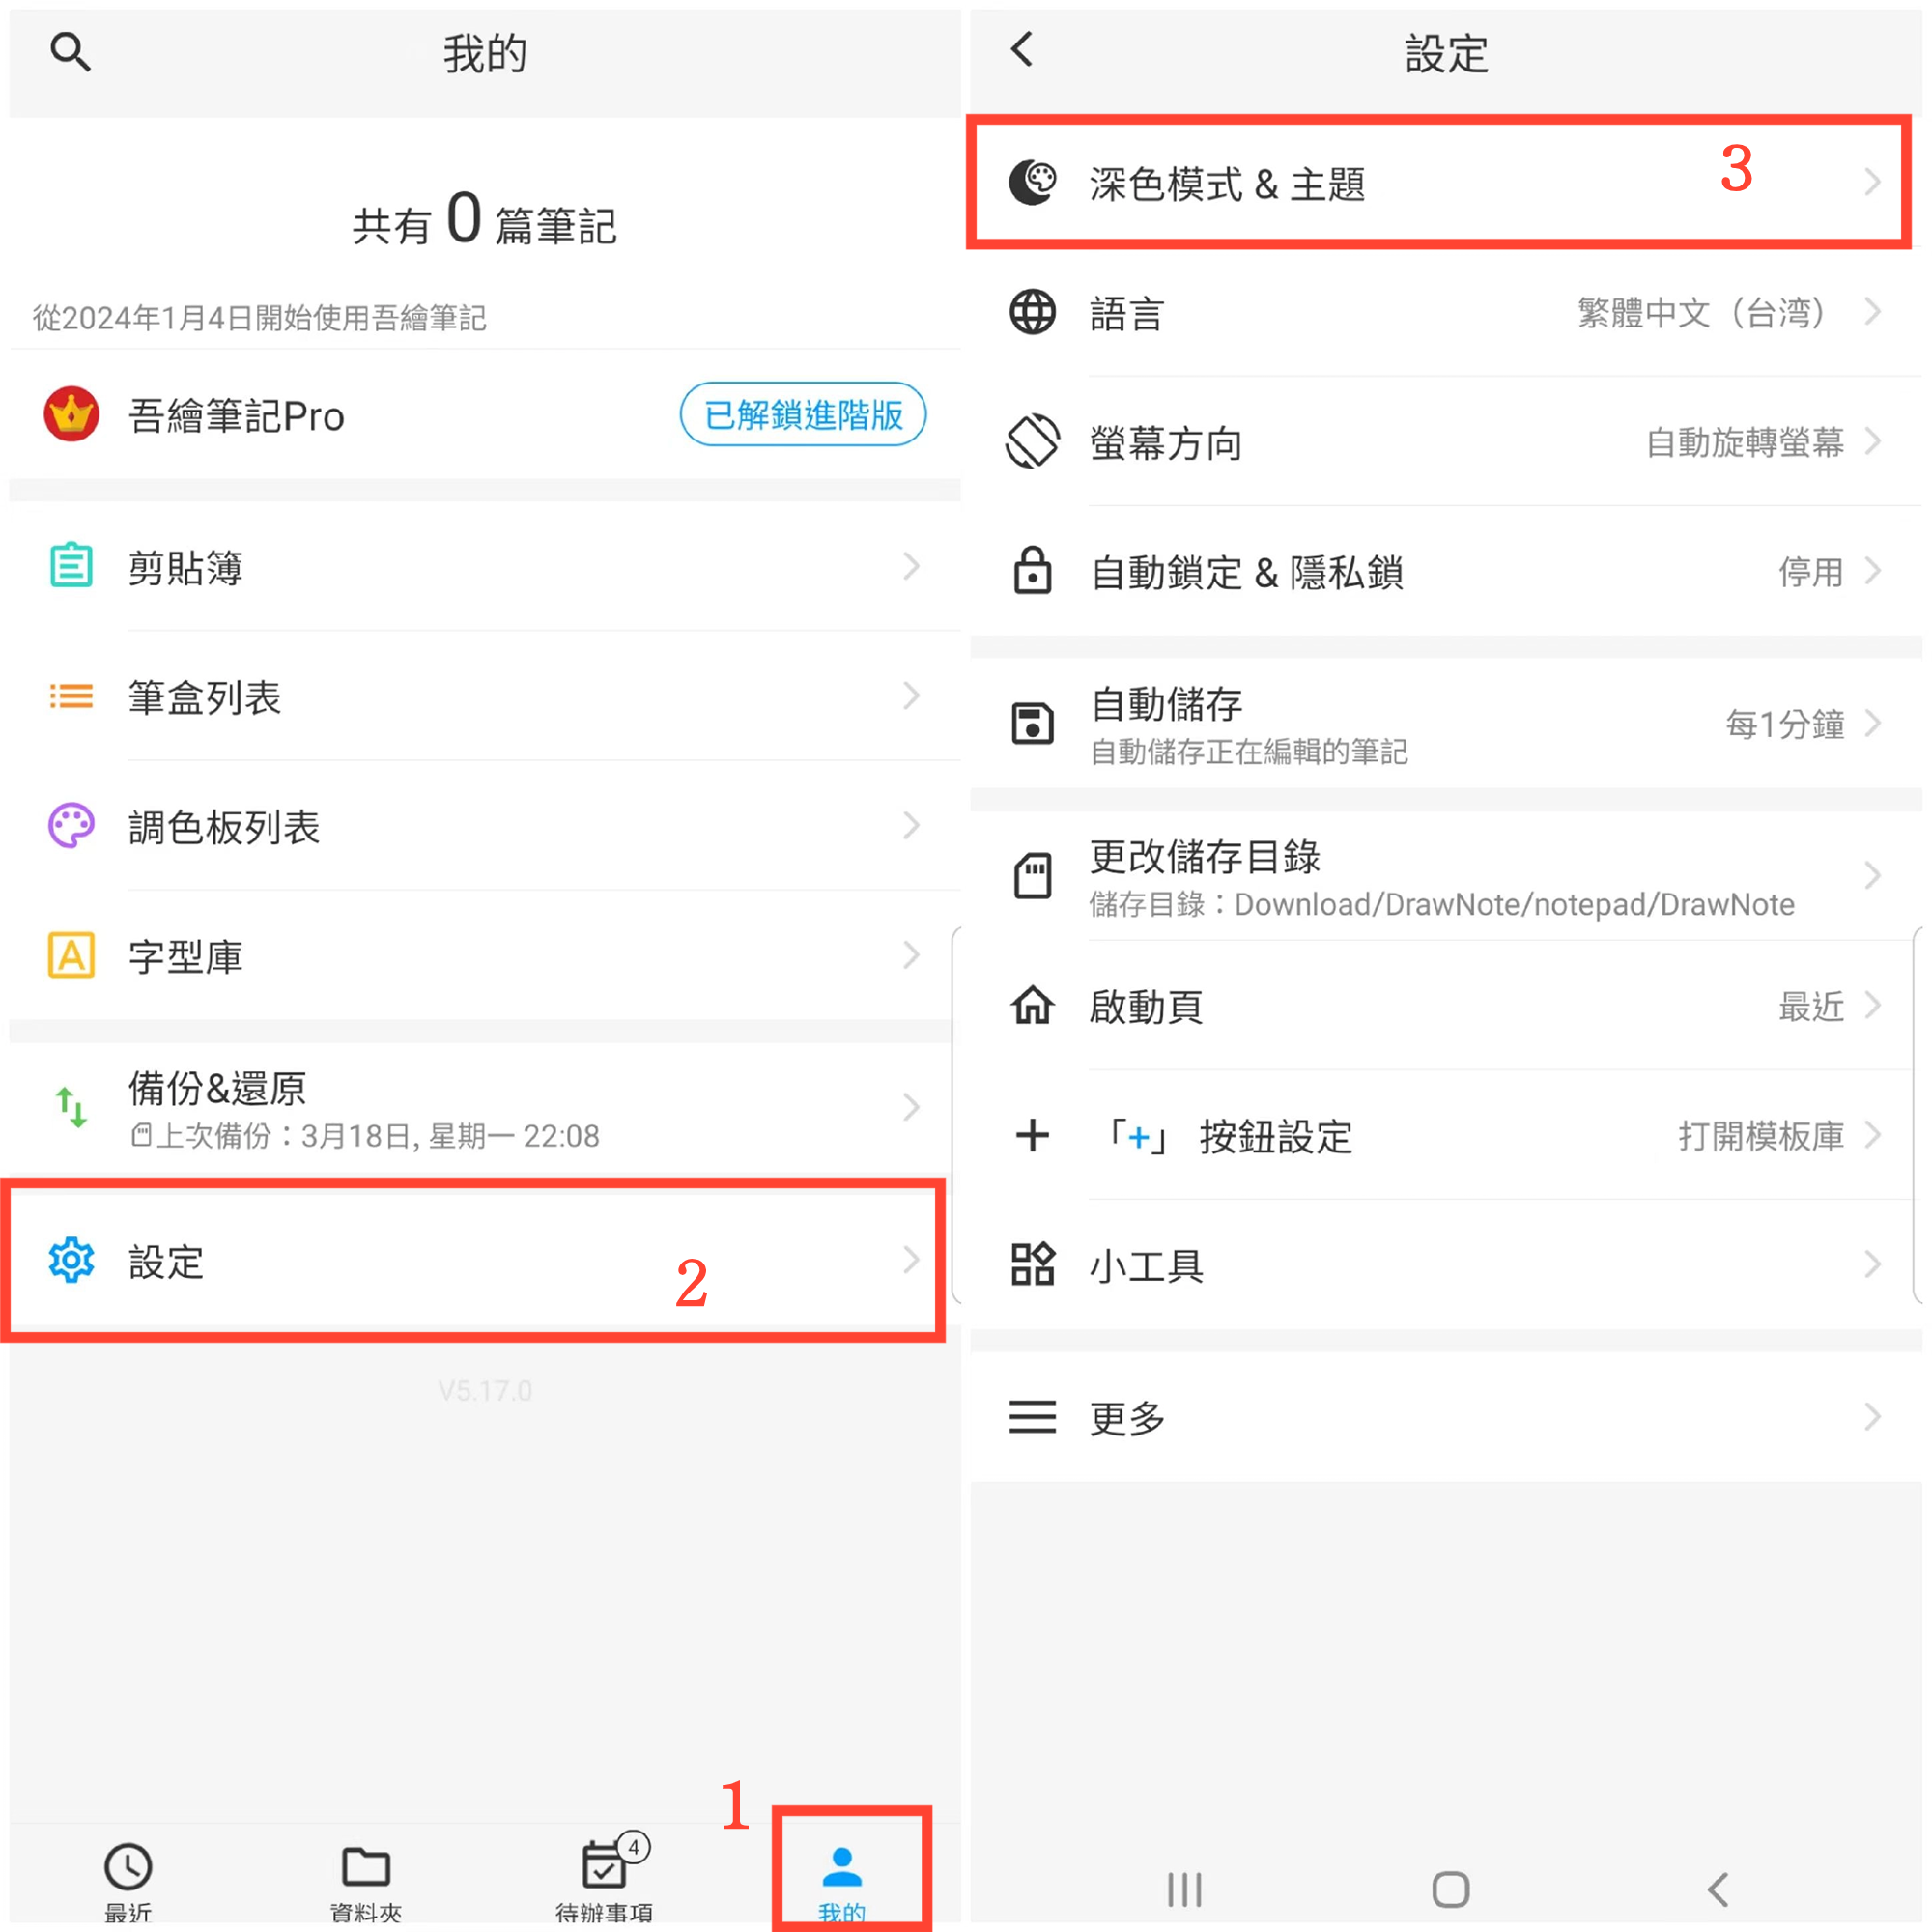 我的
共有 0 篇筆記
從2024年1月4日開始使用吾繪筆記
吾繪筆記Pro
已解鎖進階版
剪貼簿
筆盒列表
調色板列表
字型庫
備份&還原
上次備份：3月18日, 星期一 22:08
設定
2
V5.17.0
1
最近
資料夾
4
待辦事項
我的
設定
深色模式 & 主題
3
語言
繁體中文（台湾）
螢幕方向
自動旋轉螢幕
自動鎖定 & 隱私鎖
停用
自動儲存
自動儲存正在編輯的筆記
每1分鐘
更改儲存目錄
儲存目錄：Download/DrawNote/notepad/DrawNote
啟動頁
最近
「+」 按鈕設定
打開模板庫
小工具
更多